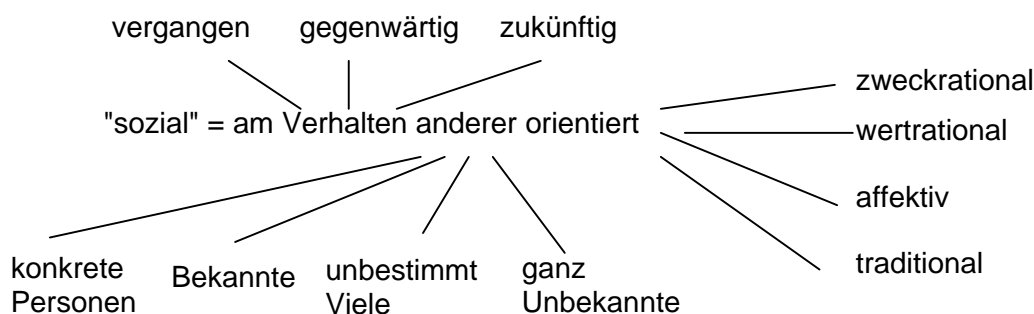 vergangen gegenwärtig zukünftig
zweckrational
"sozial" = am Verhalten anderer orientiert
wertrational
affektiv
traditional
konkrete
Personen
Bekannte
unbestimmt
Viele
ganz
Unbekannte